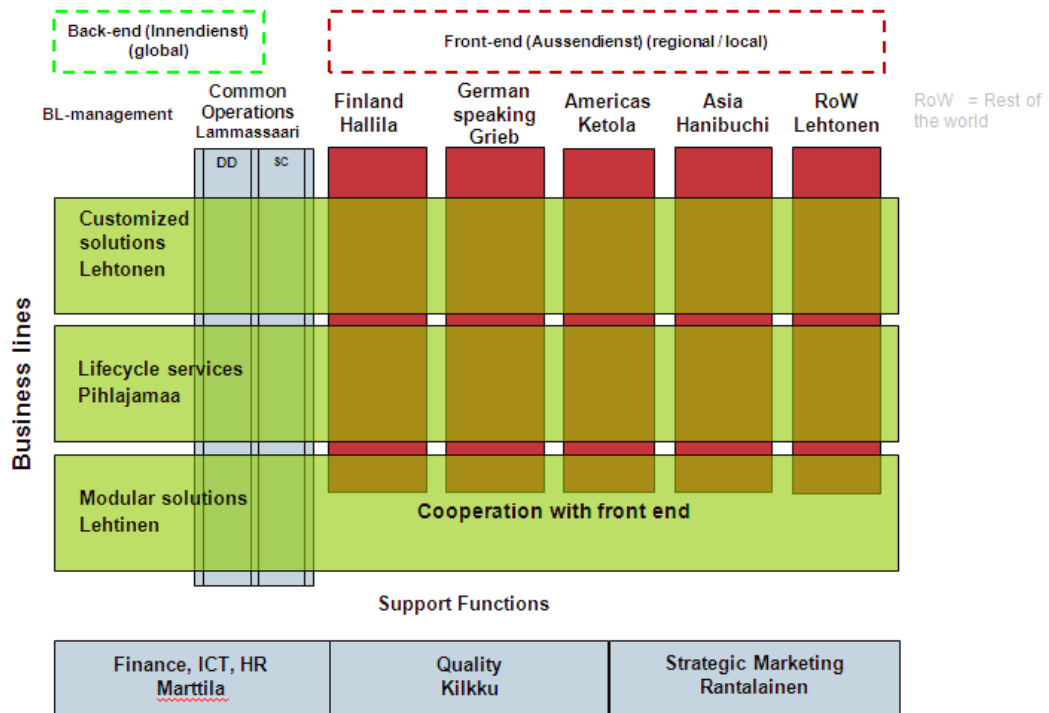 Back-end (Innendienst)
(global)
Front-end (Aussendienst) (regional / local)
BL-management
Common
Operations
Lammassaari
Finland
Hallila
German
speaking
Grieb
Americas
Ketola
Asia
Hanibuchi
RoW
Lehtonen
RoW = Rest of
the world
DD
SC
Business lines
Customized
solutions
Lehtonen
Lifecycle services
Pihlajamaa
Modular solutions
Lehtinen
Cooperation with front end
Support Functions
Finance, ICT, HR
Marttila
Quality
Kilkku
Strategic Marketing
Rantalainen